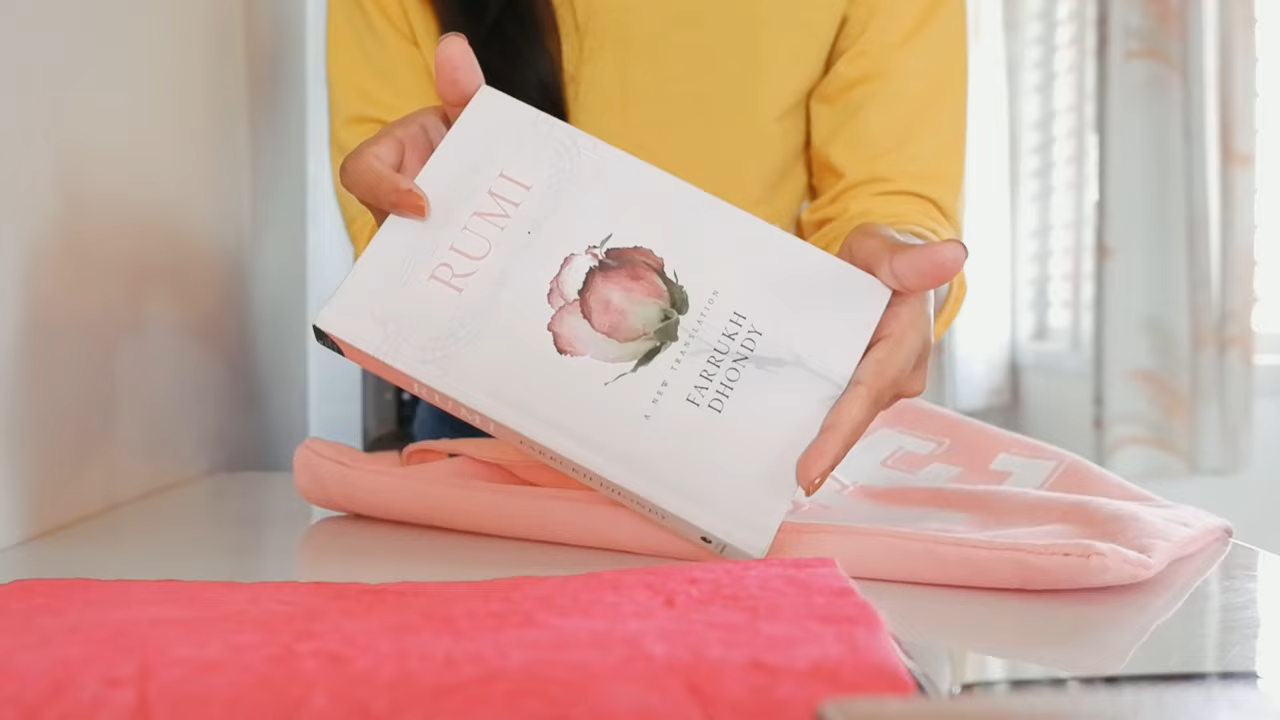 RUMI
A NEW TRANSLATION
FARRUKH
DHONDY
RUMI
FARRUKH DHONDY